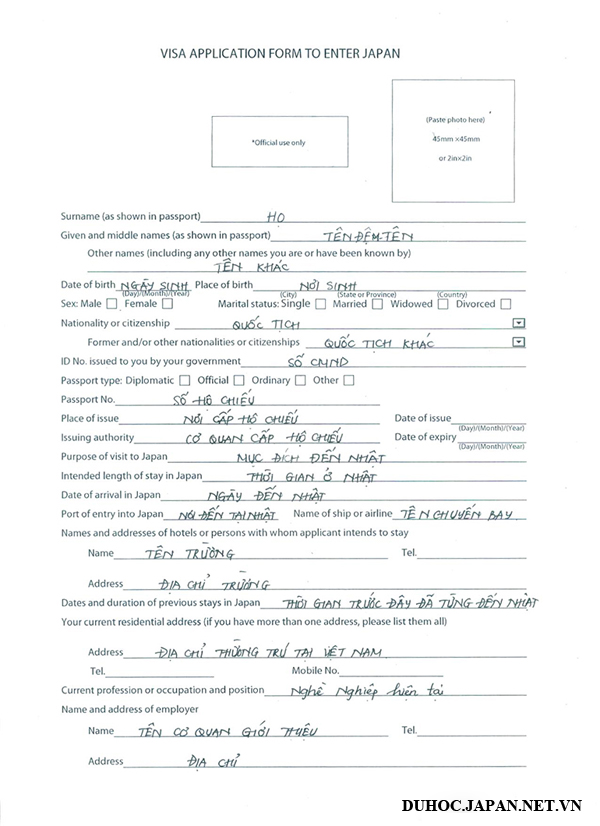 VISA APPLICATION FORM TO ENTER JAPAN
*Official use only
(Paste photo here)
45mm ×45mm
or 2in×2in
Surname (as shown in passport) HỌ
Given and middle names (as shown in passport) TÊN ĐỆM-TÊN
Other names (including any other names you are or have been known by)
TÊN KHÁC
Date of birth NGÀY SINH Place of birth NƠI SINH
(Day)/(Month)/(Year) (City) (State or Province) (Country)
Sex: Male Female Marital status: Single Married Widowed Divorced
Nationality or citizenship QUỐC TỊCH
Former and/or other nationalities or citizenships QUỐC TỊCH KHÁC
ID No. issued to you by your government SỐ CMND
Passport type: Diplomatic Official Ordinary Other
Passport No. SỐ HỘ CHIẾU
Place of issue NƠI CẤP HỘ CHIẾU Date of issue
(Day)/(Month)/(Year)
Issuing authority CƠ QUAN CẤP HỘ CHIẾU Date of expiry
(Day)/(Month)/(Year)
Purpose of visit to Japan MỤC ĐÍCH ĐẾN NHẬT
Intended length of stay in Japan THỜI GIAN Ở NHẬT
Date of arrival in Japan NGÀY ĐẾN NHẬT
Port of entry into Japan NƠI ĐẾN TẠI NHẬT Name of ship or airline TÊN CHUYẾN BAY
Names and addresses of hotels or persons with whom applicant intends to stay
Name TÊN TRƯỜNG Tel.
Address ĐỊA CHỈ TRƯỜNG
Dates and duration of previous stays in Japan THỜI GIAN TRƯỚC ĐÂY ĐÃ TỪNG ĐẾN NHẬT
Your current residential address (if you have more than one address, please list them all)
Address ĐỊA CHỈ THƯỜNG TRÚ TẠI VIỆT NAM
Tel. Mobile No.
Current profession or occupation and position Nghề Nghiệp hiện tại
Name and address of employer
Name TÊN CƠ QUAN GIỚI THIỆU Tel.
Address ĐỊA CHỈ
DUHOC.JAPAN.NET.VN